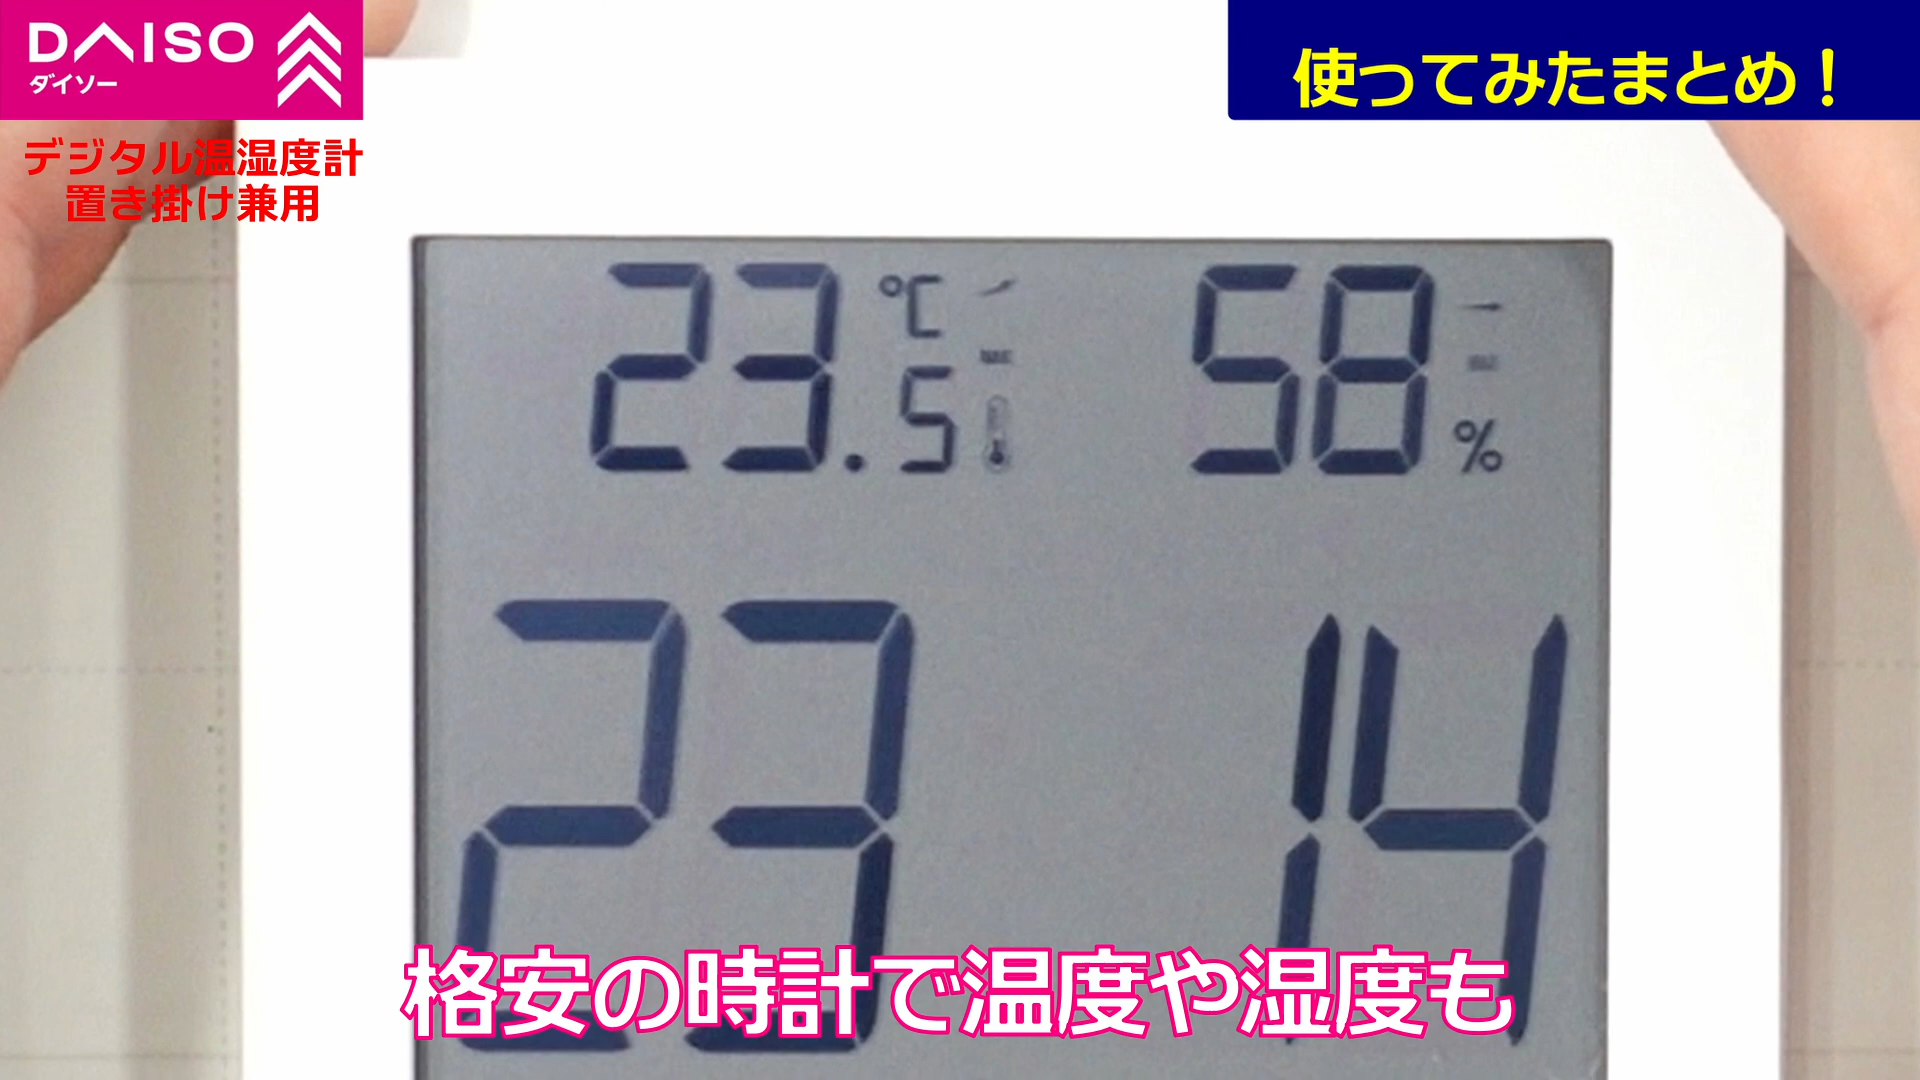 DAISO
ダイソー
使ってみたまとめ！
デジタル温湿度計
置き掛け兼用
23.5 ℃
58 %
23 14
格安の時計で温度や湿度も